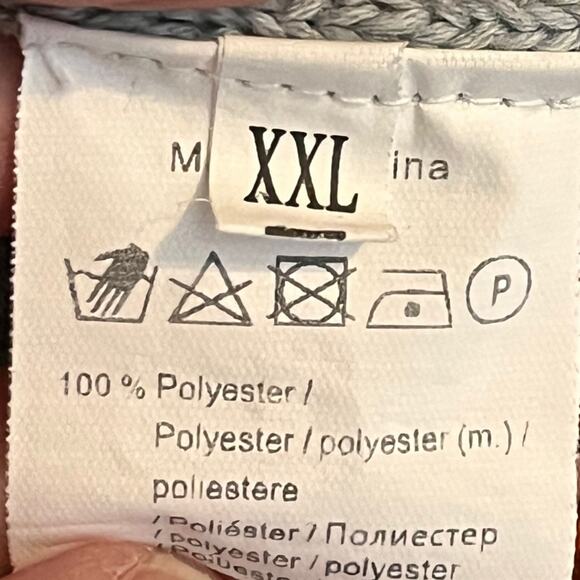 M XXL ina
P
100 % Polyester /
Polyester / polyester (m.) /
poliestere
/ Poliéster / Полиестер
/ polyester / polyester